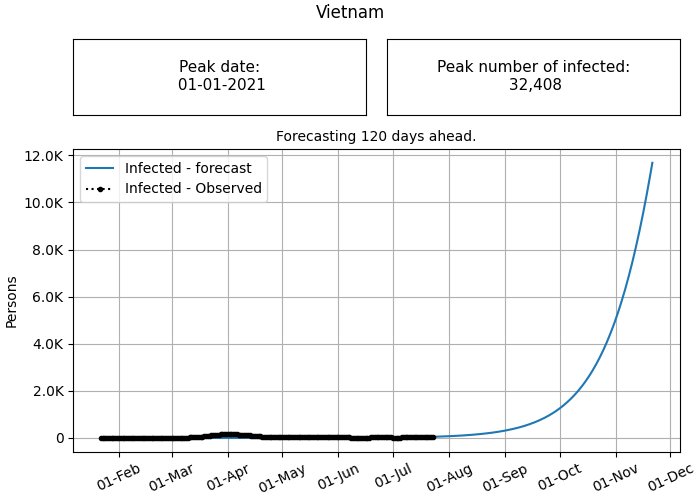 Vietnam
Peak date:
01-01-2021
Peak number of infected:
32,408
Forecasting 120 days ahead.
Infected - forecast
Infected - Observed
Persons
12.0K
10.0K
8.0K
6.0K
4.0K
2.0K
0
01-Feb
01-Mar
01-Apr
01-May
01-Jun
01-Jul
01-Aug
01-Sep
01-Oct
01-Nov
01-Dec